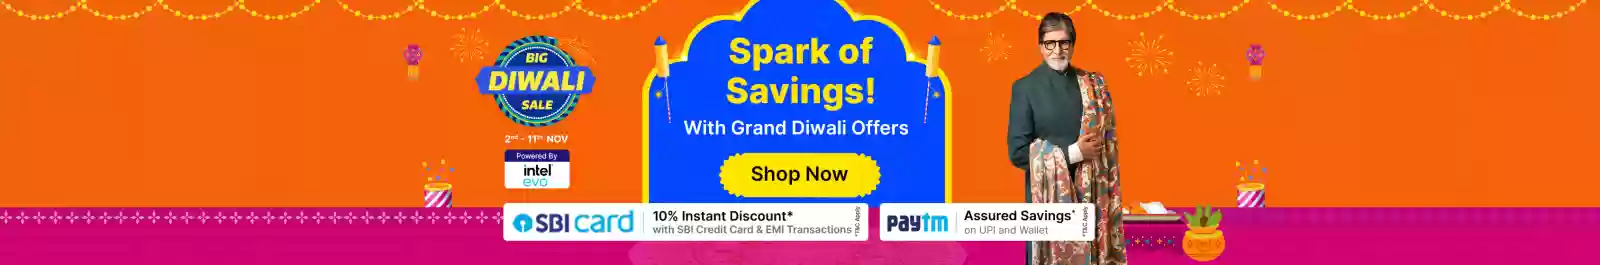 BIG
DIWALI
SALE
2nd - 11th NOV
Powered By
intel
evo
Spark of
Savings!
With Grand Diwali Offers
Shop Now
SBI card
10% Instant Discount*
with SBI Credit Card & EMI Transactions
*T&C Apply
paytm
Assured Savings*
on UPI and Wallet
*T&C Apply